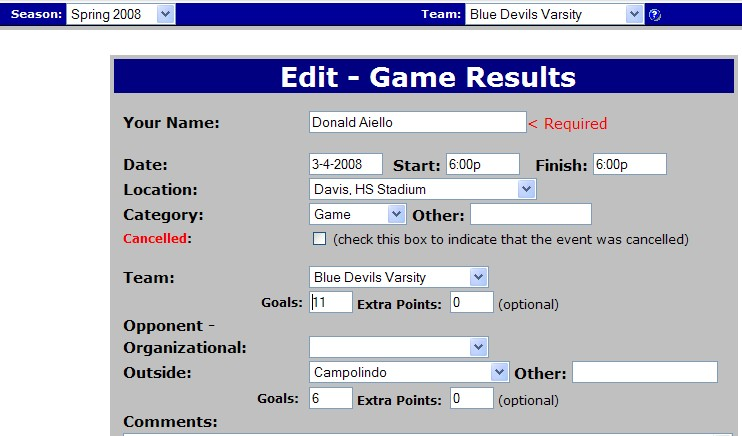 Season: Spring 2008 Team: Blue Devils Varsity ?
Edit - Game Results
Your Name: Donald Aiello < Required
Date: 3-4-2008 Start: 6:00p Finish: 6:00p
Location: Davis, HS Stadium
Category: Game Other:
Cancelled: (check this box to indicate that the event was cancelled)
Team: Blue Devils Varsity
Goals: 11 Extra Points: 0 (optional)
Opponent -
Organizational:
Outside: Campolindo Other:
Goals: 6 Extra Points: 0 (optional)
Comments: